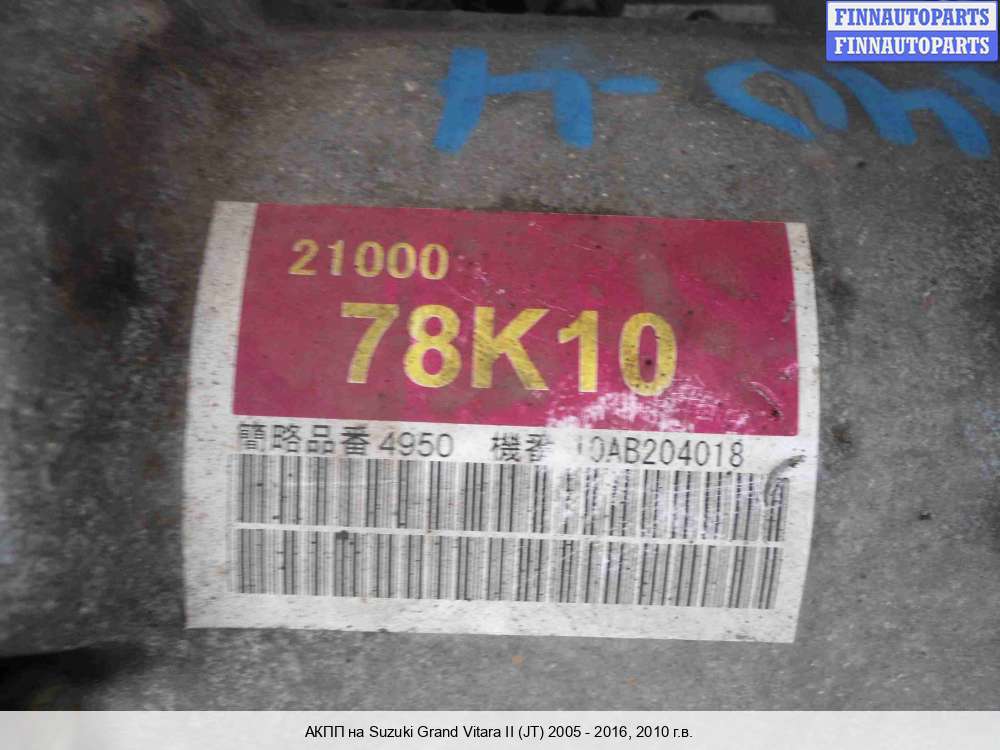 FINNAUTOPARTS
FINNAUTOPARTS
21000
78K10
簡略品番 4950 機番 10AB204018
АКПП на Suzuki Grand Vitara II (JT) 2005 - 2016, 2010 г.в.